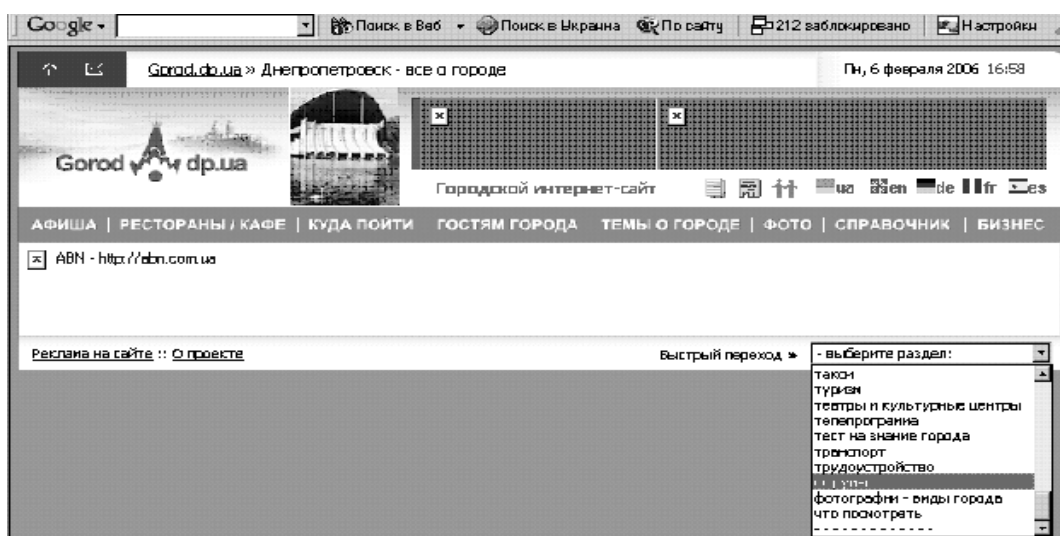 Google
Поиск в Веб
Поиск в Украина
По сайту
212 заблокировано
Настройки
Gorod.dp.ua » Днепропетровск - все о городе
Пн, 6 февраля 2006 16:58
Gorod dp.ua
Городской интернет-сайт
ua en de fr es
АФИША | РЕСТОРАНЫ / КАФЕ | КУДА ПОЙТИ ГОСТЯМ ГОРОДА ТЕМЫ О ГОРОДЕ | ФОТО | СПРАВОЧНИК | БИЗНЕС
ABN - http://abn.com.ua
Реклама на сайте :: О проекте
Быстрый переход »
- выберите раздел:
такси
туризм
театры и культурные центры
телепрограмма
тест на знание города
транспорт
трудоустройство
фотографии - виды города
что посмотреть
- - - - - - - - - - - - -